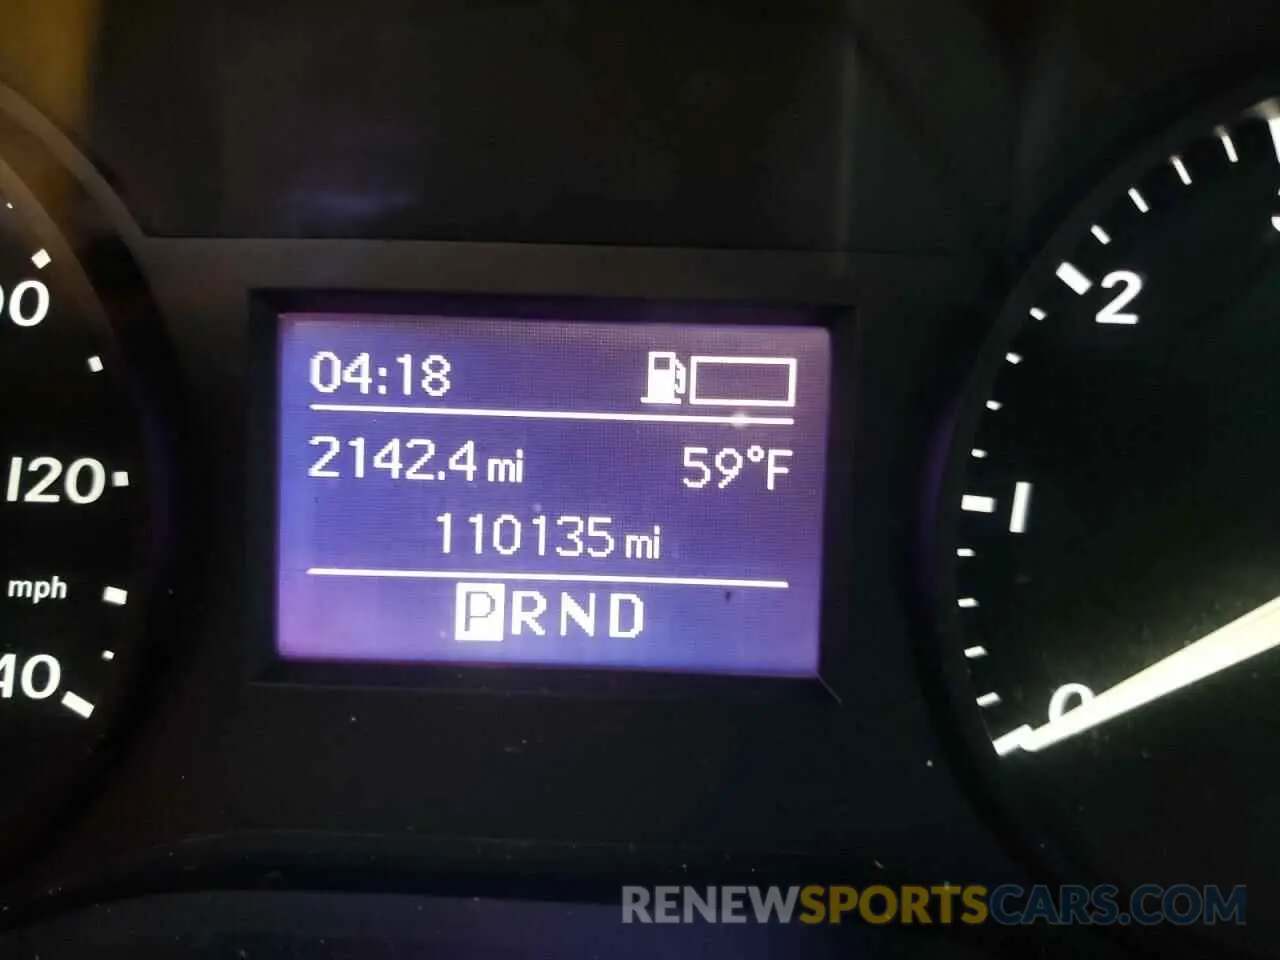 04:18
2142.4 mi 59°F
110135 mi
PRND
120
mph
2
1
0
RENEWSPORTSCARS.COM